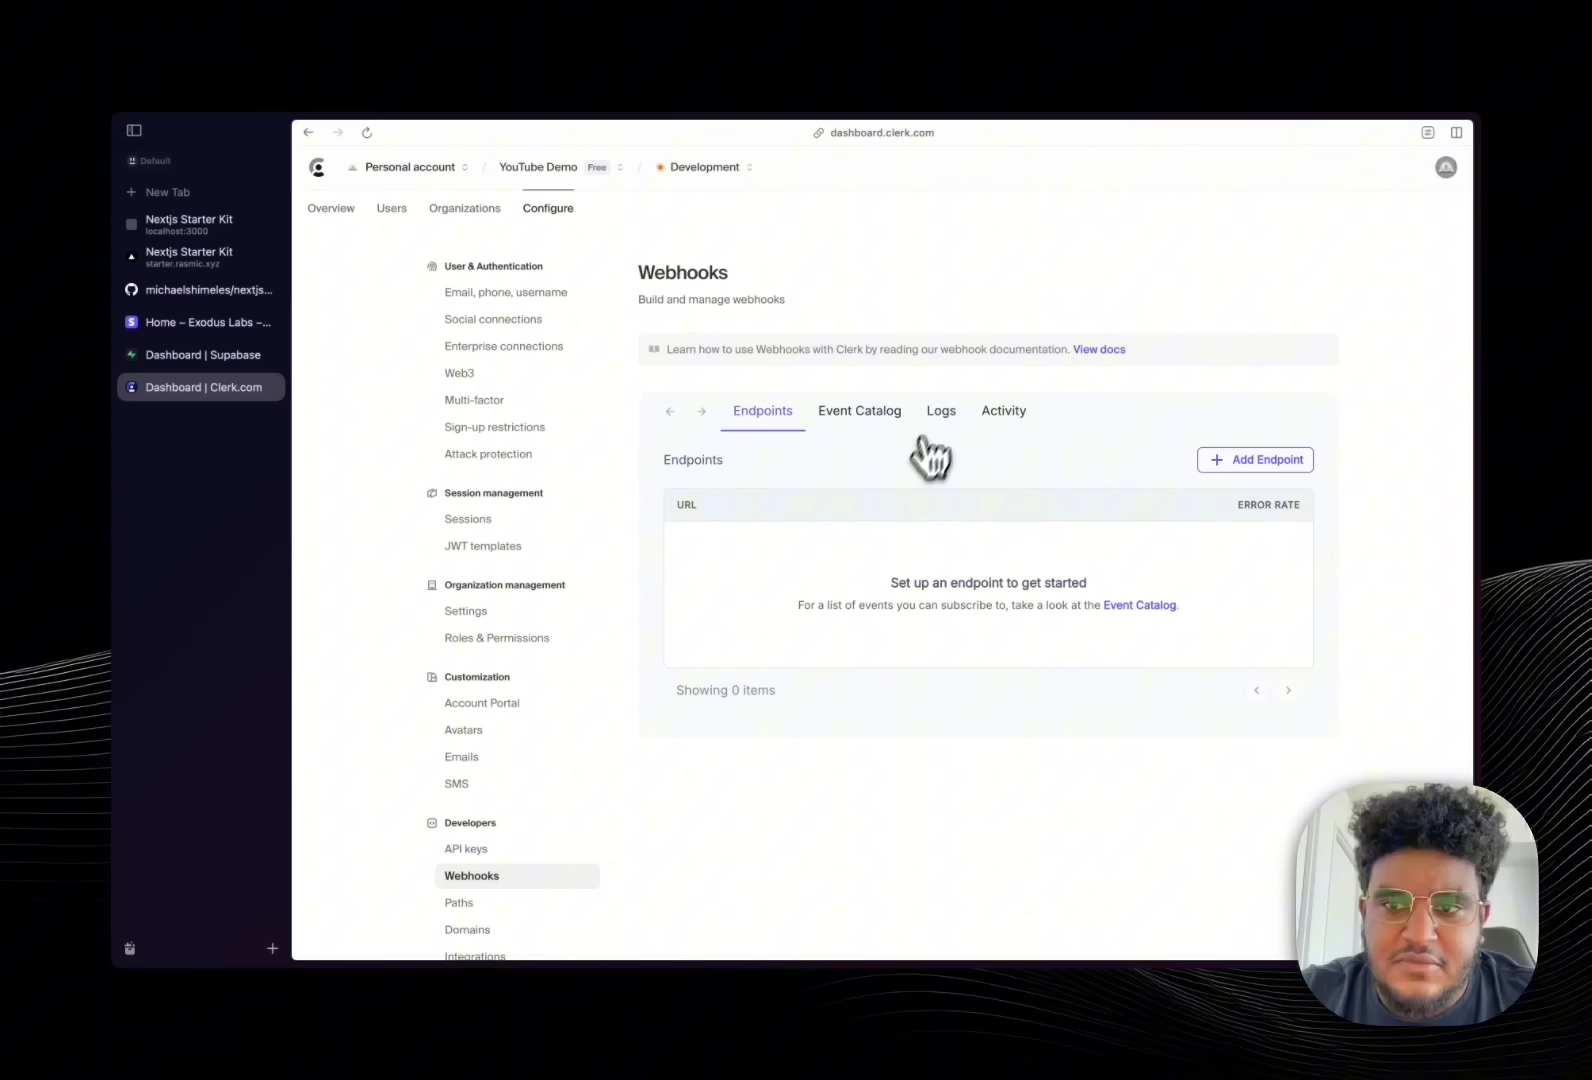 Default
New Tab
Nextjs Starter Kit
localhost:3000
Nextjs Starter Kit
starter.rasmic.xyz
michaelshimeles/nextjs...
Home – Exodus Labs –...
Dashboard | Supabase
Dashboard | Clerk.com
dashboard.clerk.com
Personal account / YouTube Demo Free / Development
Overview Users Organizations Configure
User & Authentication
Email, phone, username
Social connections
Enterprise connections
Web3
Multi-factor
Sign-up restrictions
Attack protection
Session management
Sessions
JWT templates
Organization management
Settings
Roles & Permissions
Customization
Account Portal
Avatars
Emails
SMS
Developers
API keys
Webhooks
Paths
Domains
Integrations
Webhooks
Build and manage webhooks
Learn how to use Webhooks with Clerk by reading our webhook documentation. View docs
Endpoints Event Catalog Logs Activity
Endpoints
Add Endpoint
URL ERROR RATE
Set up an endpoint to get started
For a list of events you can subscribe to, take a look at the Event Catalog.
Showing 0 items